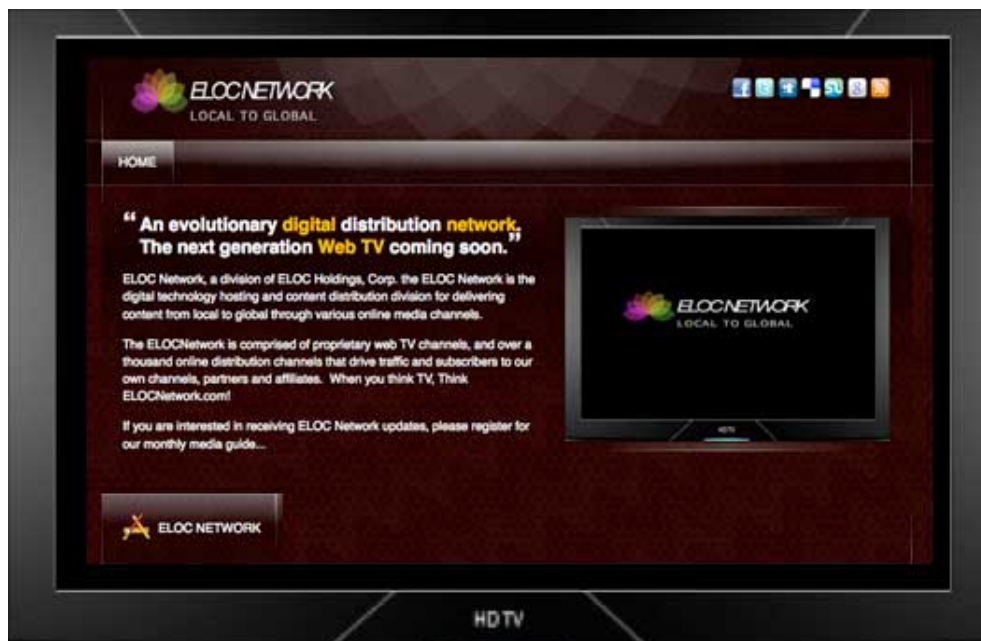 ELOC NETWORK
LOCAL TO GLOBAL
HOME
“ An evolutionary digital distribution network.
The next generation Web TV coming soon.”
ELOC Network, a division of ELOC Holdings, Corp. the ELOC Network is the
digital technology hosting and content distribution division for delivering
content from local to global through various online media channels.
The ELOCNetwork is comprised of proprietary web TV channels, and over a
thousand online distribution channels that drive traffic and subscribers to our
own channels, partners and affiliates. When you think TV, Think
ELOCNetwork.com!
If you are interested in receiving ELOC Network updates, please register for
our monthly media guide...
ELOC NETWORK
LOCAL TO GLOBAL
HDTV
ELOC NETWORK
HDTV